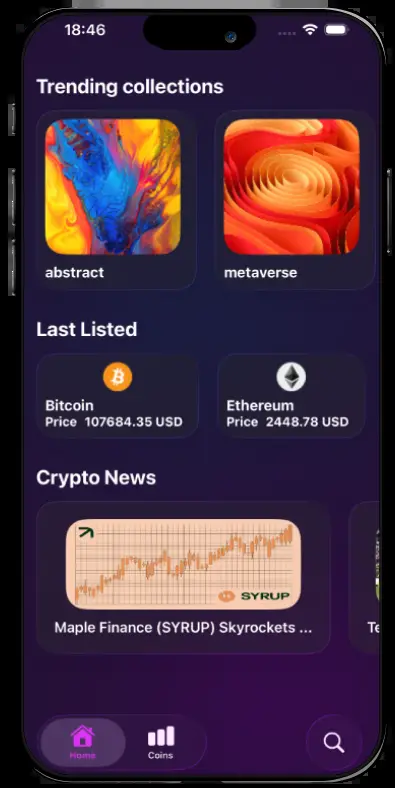 18:46
Trending collections
abstract
metaverse
Last Listed
Bitcoin
Price 107684.35 USD
Ethereum
Price 2448.78 USD
Crypto News
SYRUP
Maple Finance (SYRUP) Skyrockets ...
Te
Home
Coins